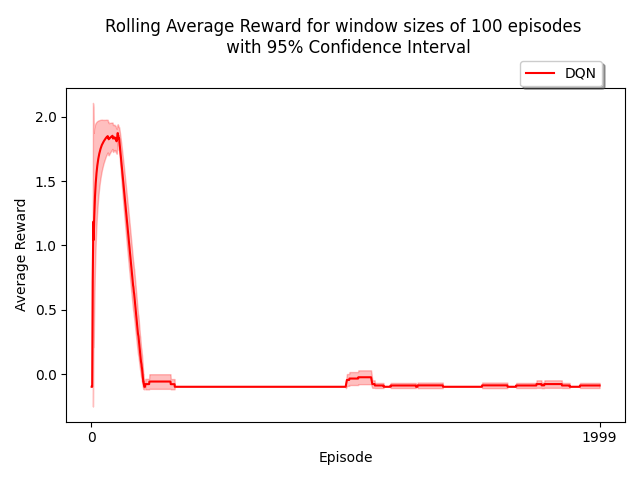 Rolling Average Reward for window sizes of 100 episodes
with 95% Confidence Interval
DQN
2.0
1.5
1.0
0.5
0.0
Average Reward
0
1999
Episode